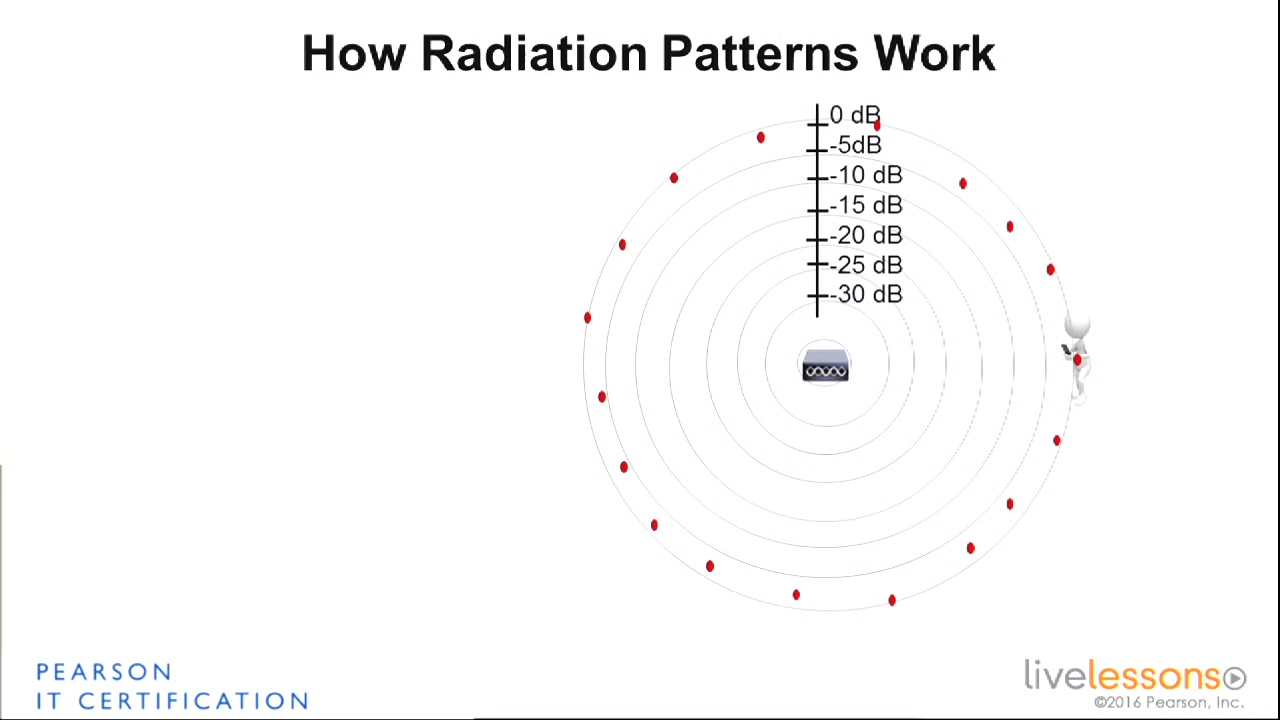 How Radiation Patterns Work
0 dB
-5dB
-10 dB
-15 dB
-20 dB
-25 dB
-30 dB
PEARSON
IT CERTIFICATION
livelessons
©2016 Pearson, Inc.